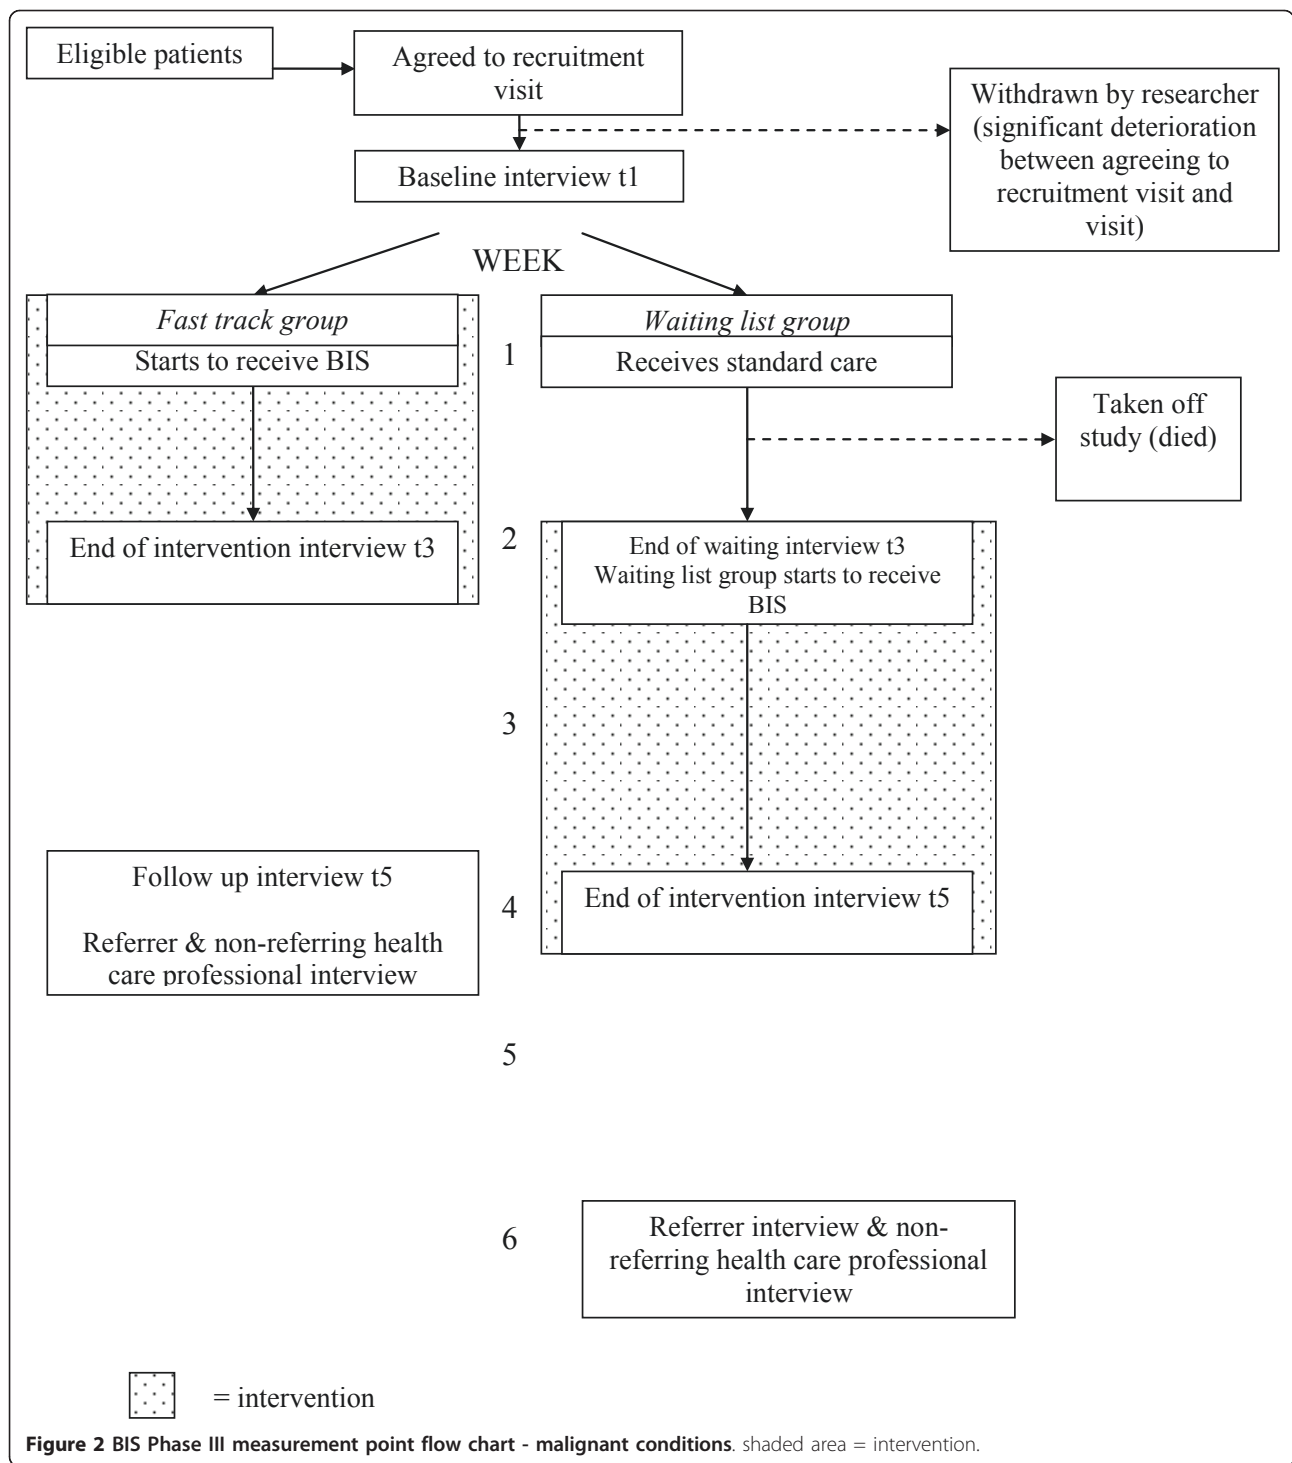 Eligible patients
Agreed to recruitment
visit
Withdrawn by researcher
(significant deterioration
between agreeing to
recruitment visit and
visit)
Baseline interview t1
WEEK
Fast track group
Starts to receive BIS
1
Waiting list group
Receives standard care
Taken off
study (died)
End of intervention interview t3
2
End of waiting interview t3
Waiting list group starts to receive
BIS
3
Follow up interview t5
Referrer & non-referring health
care professional interview
4
End of intervention interview t5
5
6
Referrer interview & non-
referring health care professional
interview
= intervention
Figure 2 BIS Phase III measurement point flow chart - malignant conditions. shaded area = intervention.